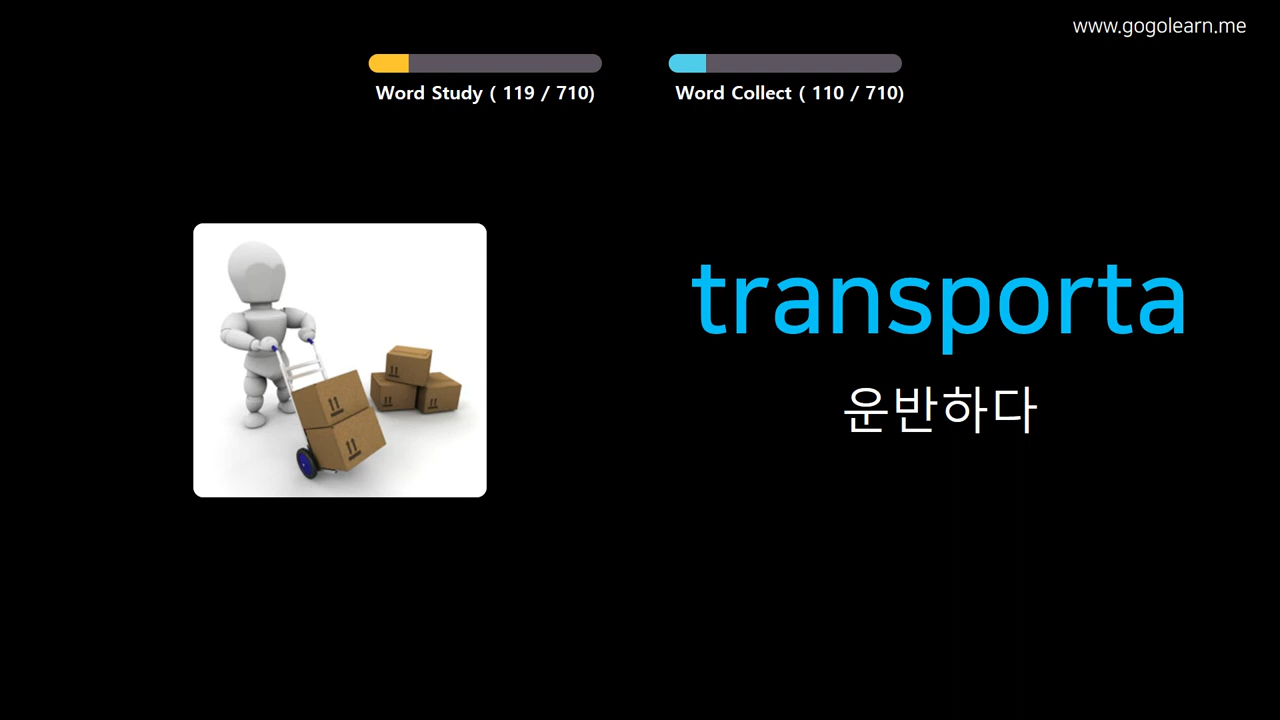 www.gogolearn.me
Word Study ( 119 / 710)
Word Collect ( 110 / 710)
transporta
운반하다